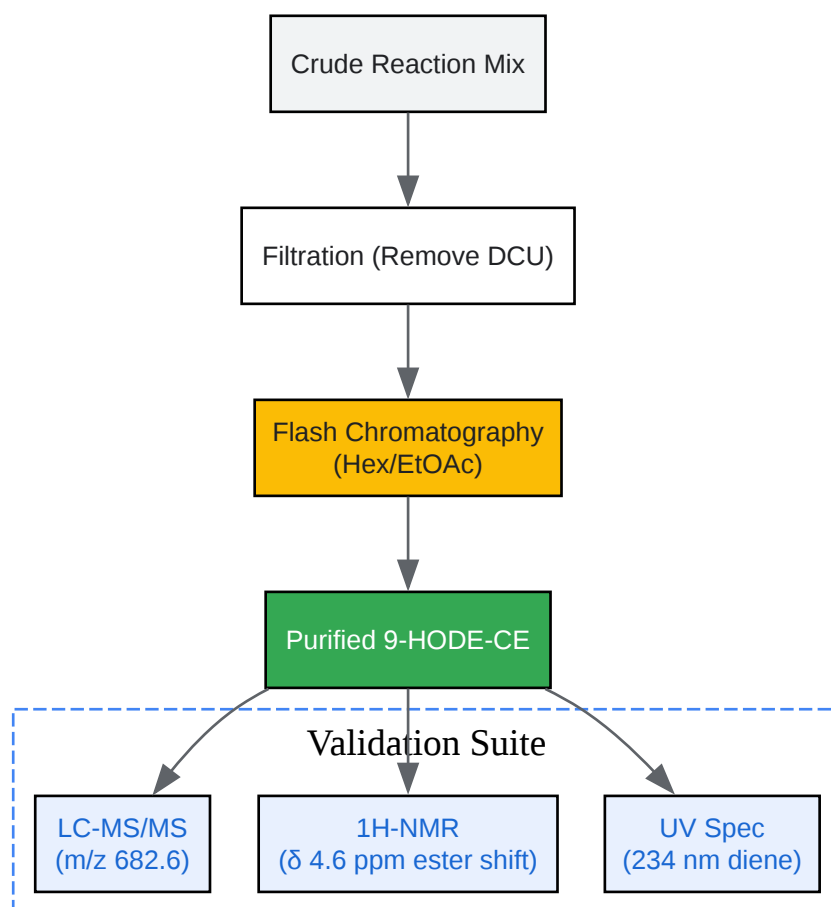 Crude Reaction Mix
Filtration (Remove DCU)
Flash Chromatography
(Hex/EtOAc)
Purified 9-HODE-CE
Validation Suite
LC-MS/MS
(m/z 682.6)
1H-NMR
(δ 4.6 ppm ester shift)
UV Spec
(234 nm diene)